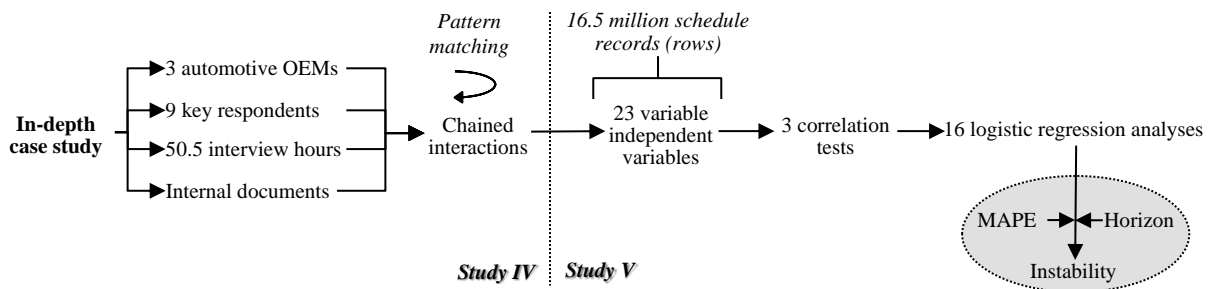 Pattern
matching
16.5 million schedule
records (rows)
In-depth
case study
3 automotive OEMs
9 key respondents
50.5 interview hours
Internal documents
Chained
interactions
23 variable
independent
variables
3 correlation
tests
16 logistic regression analyses
MAPE
Horizon
Instability
Study IV
Study V